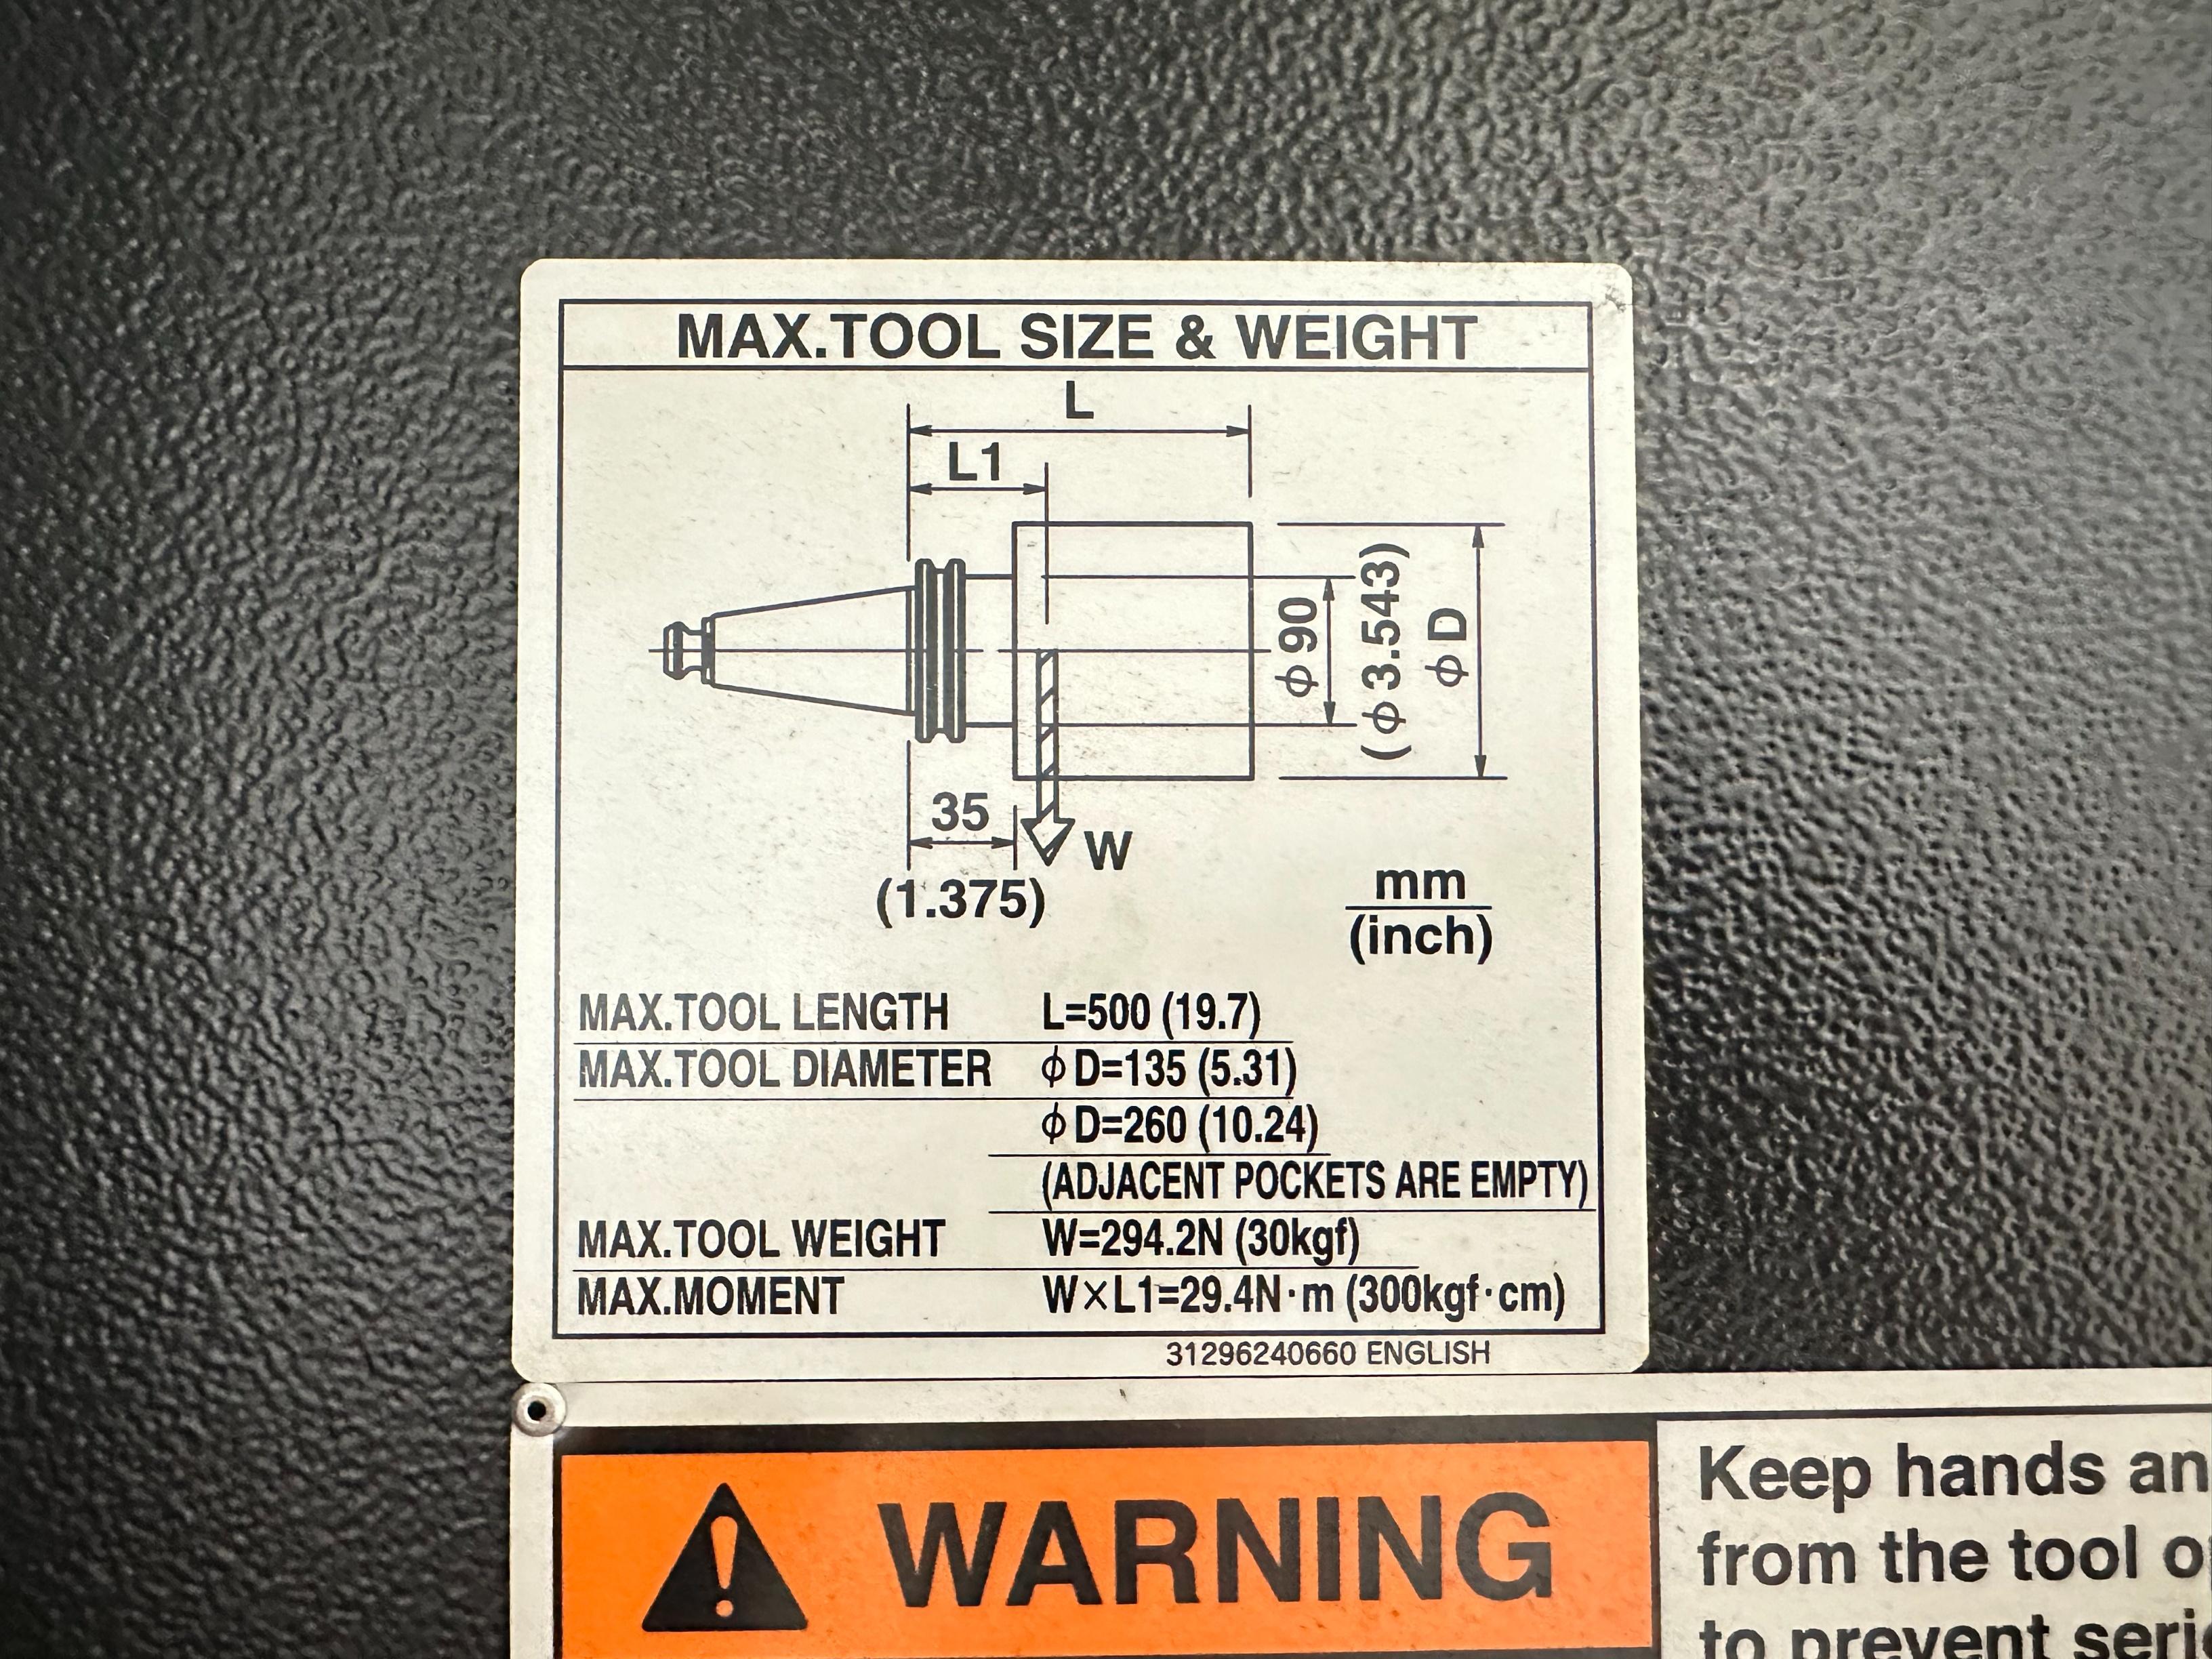 MAX.TOOL SIZE & WEIGHT
L
L1
ϕ90
(ϕ3.543)
ϕD
35
(1.375)
W
mm
(inch)
MAX.TOOL LENGTH L=500 (19.7)
MAX.TOOL DIAMETER ϕD=135 (5.31)
ϕD=260 (10.24)
(ADJACENT POCKETS ARE EMPTY)
MAX.TOOL WEIGHT W=294.2N (30kgf)
MAX.MOMENT W×L1=29.4N·m (300kgf·cm)
31296240660 ENGLISH
WARNING
Keep hands an
from the tool o
to prevent seri